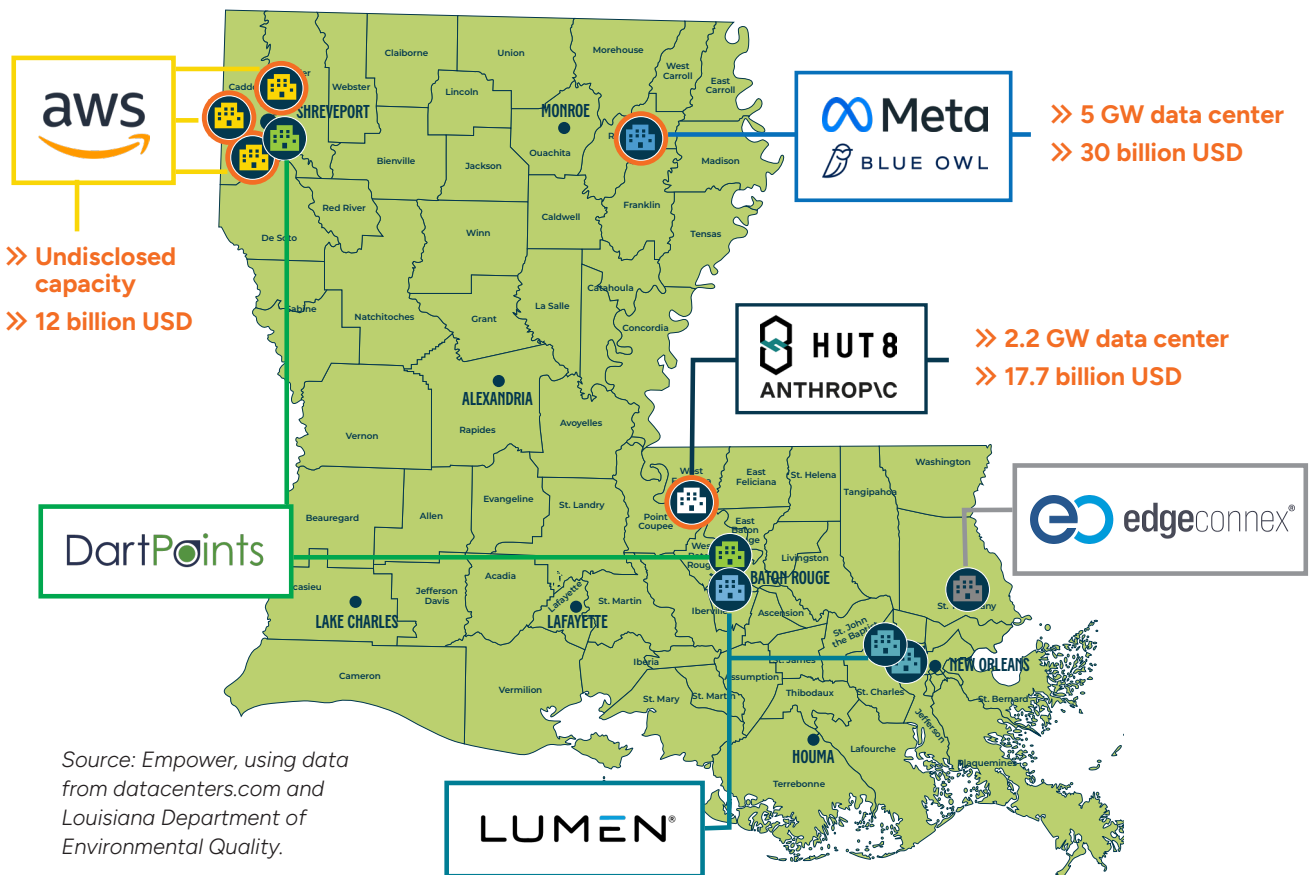 Claiborne
Union
Morehouse
West
Carroll
East
Carroll
Webster
Lincoln
aws
SHREVEPORT
MONROE
Ouachita
Bienville
Jackson
Madison
Meta
BLUE OWL
>> 5 GW data center
>> 30 billion USD
Red River
Caldwell
Franklin
Tensas
De Soto
Winn
>> Undisclosed
capacity
>> 12 billion USD
Sabine
Natchitoches
Grant
La Salle
Catahoula
Concordia
HUT 8
ANTHROP\C
>> 2.2 GW data center
>> 17.7 billion USD
ALEXANDRIA
Vernon
Rapides
Avoyelles
West
East
Feliciana
St. Helena
Washington
Tangipahoa
Evangeline
St. Landry
Point
Coupee
East
Baton
Beauregard
Allen
DartPoints
edgeconnex®
Livingston
BATON ROUGE
Acadia
Jefferson
Davis
Lafayette
St. Martin
LAKE CHARLES
LAFAYETTE
Iberville
Ascension
St. John
the Baptist
NEW ORLEANS
Iberia
Assumption
Cameron
Vermilion
St. Mary
St. Martin
Thibodaux
St. Charles
St. Bernard
Jefferson
HOUMA
Lafourche
Plaquemines
Terrebonne
Source: Empower, using data
from datacenters.com and
Louisiana Department of
Environmental Quality.
LUMEN®